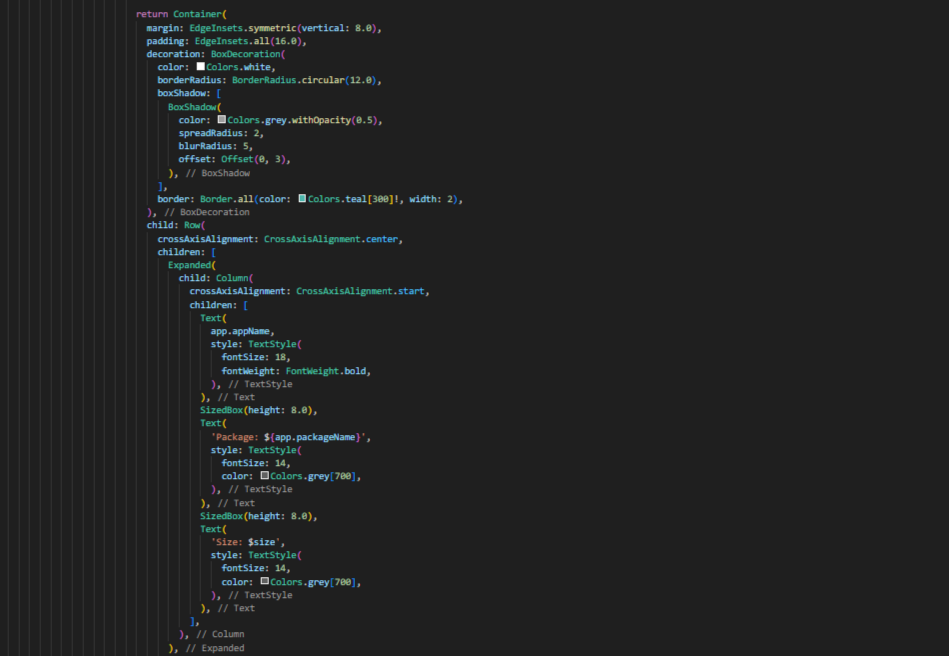 return Container(
margin: EdgeInsets.symmetric(vertical: 8.0),
padding: EdgeInsets.all(16.0),
decoration: BoxDecoration(
color: Colors.white,
borderRadius: BorderRadius.circular(12.0),
boxShadow: [
BoxShadow(
color: Colors.grey.withOpacity(0.5),
spreadRadius: 2,
blurRadius: 5,
offset: Offset(0, 3),
), // BoxShadow
],
border: Border.all(color: Colors.teal[300]!, width: 2),
), // BoxDecoration
child: Row(
crossAxisAlignment: CrossAxisAlignment.center,
children: [
Expanded(
child: Column(
crossAxisAlignment: CrossAxisAlignment.start,
children: [
Text(
app.appName,
style: TextStyle(
fontSize: 18,
fontWeight: FontWeight.bold,
), // TextStyle
), // Text
SizedBox(height: 8.0),
Text(
'Package: ${app.packageName}',
style: TextStyle(
fontSize: 14,
color: Colors.grey[700],
), // TextStyle
), // Text
SizedBox(height: 8.0),
Text(
'Size: $size',
style: TextStyle(
fontSize: 14,
color: Colors.grey[700],
), // TextStyle
), // Text
],
), // Column
), // Expanded